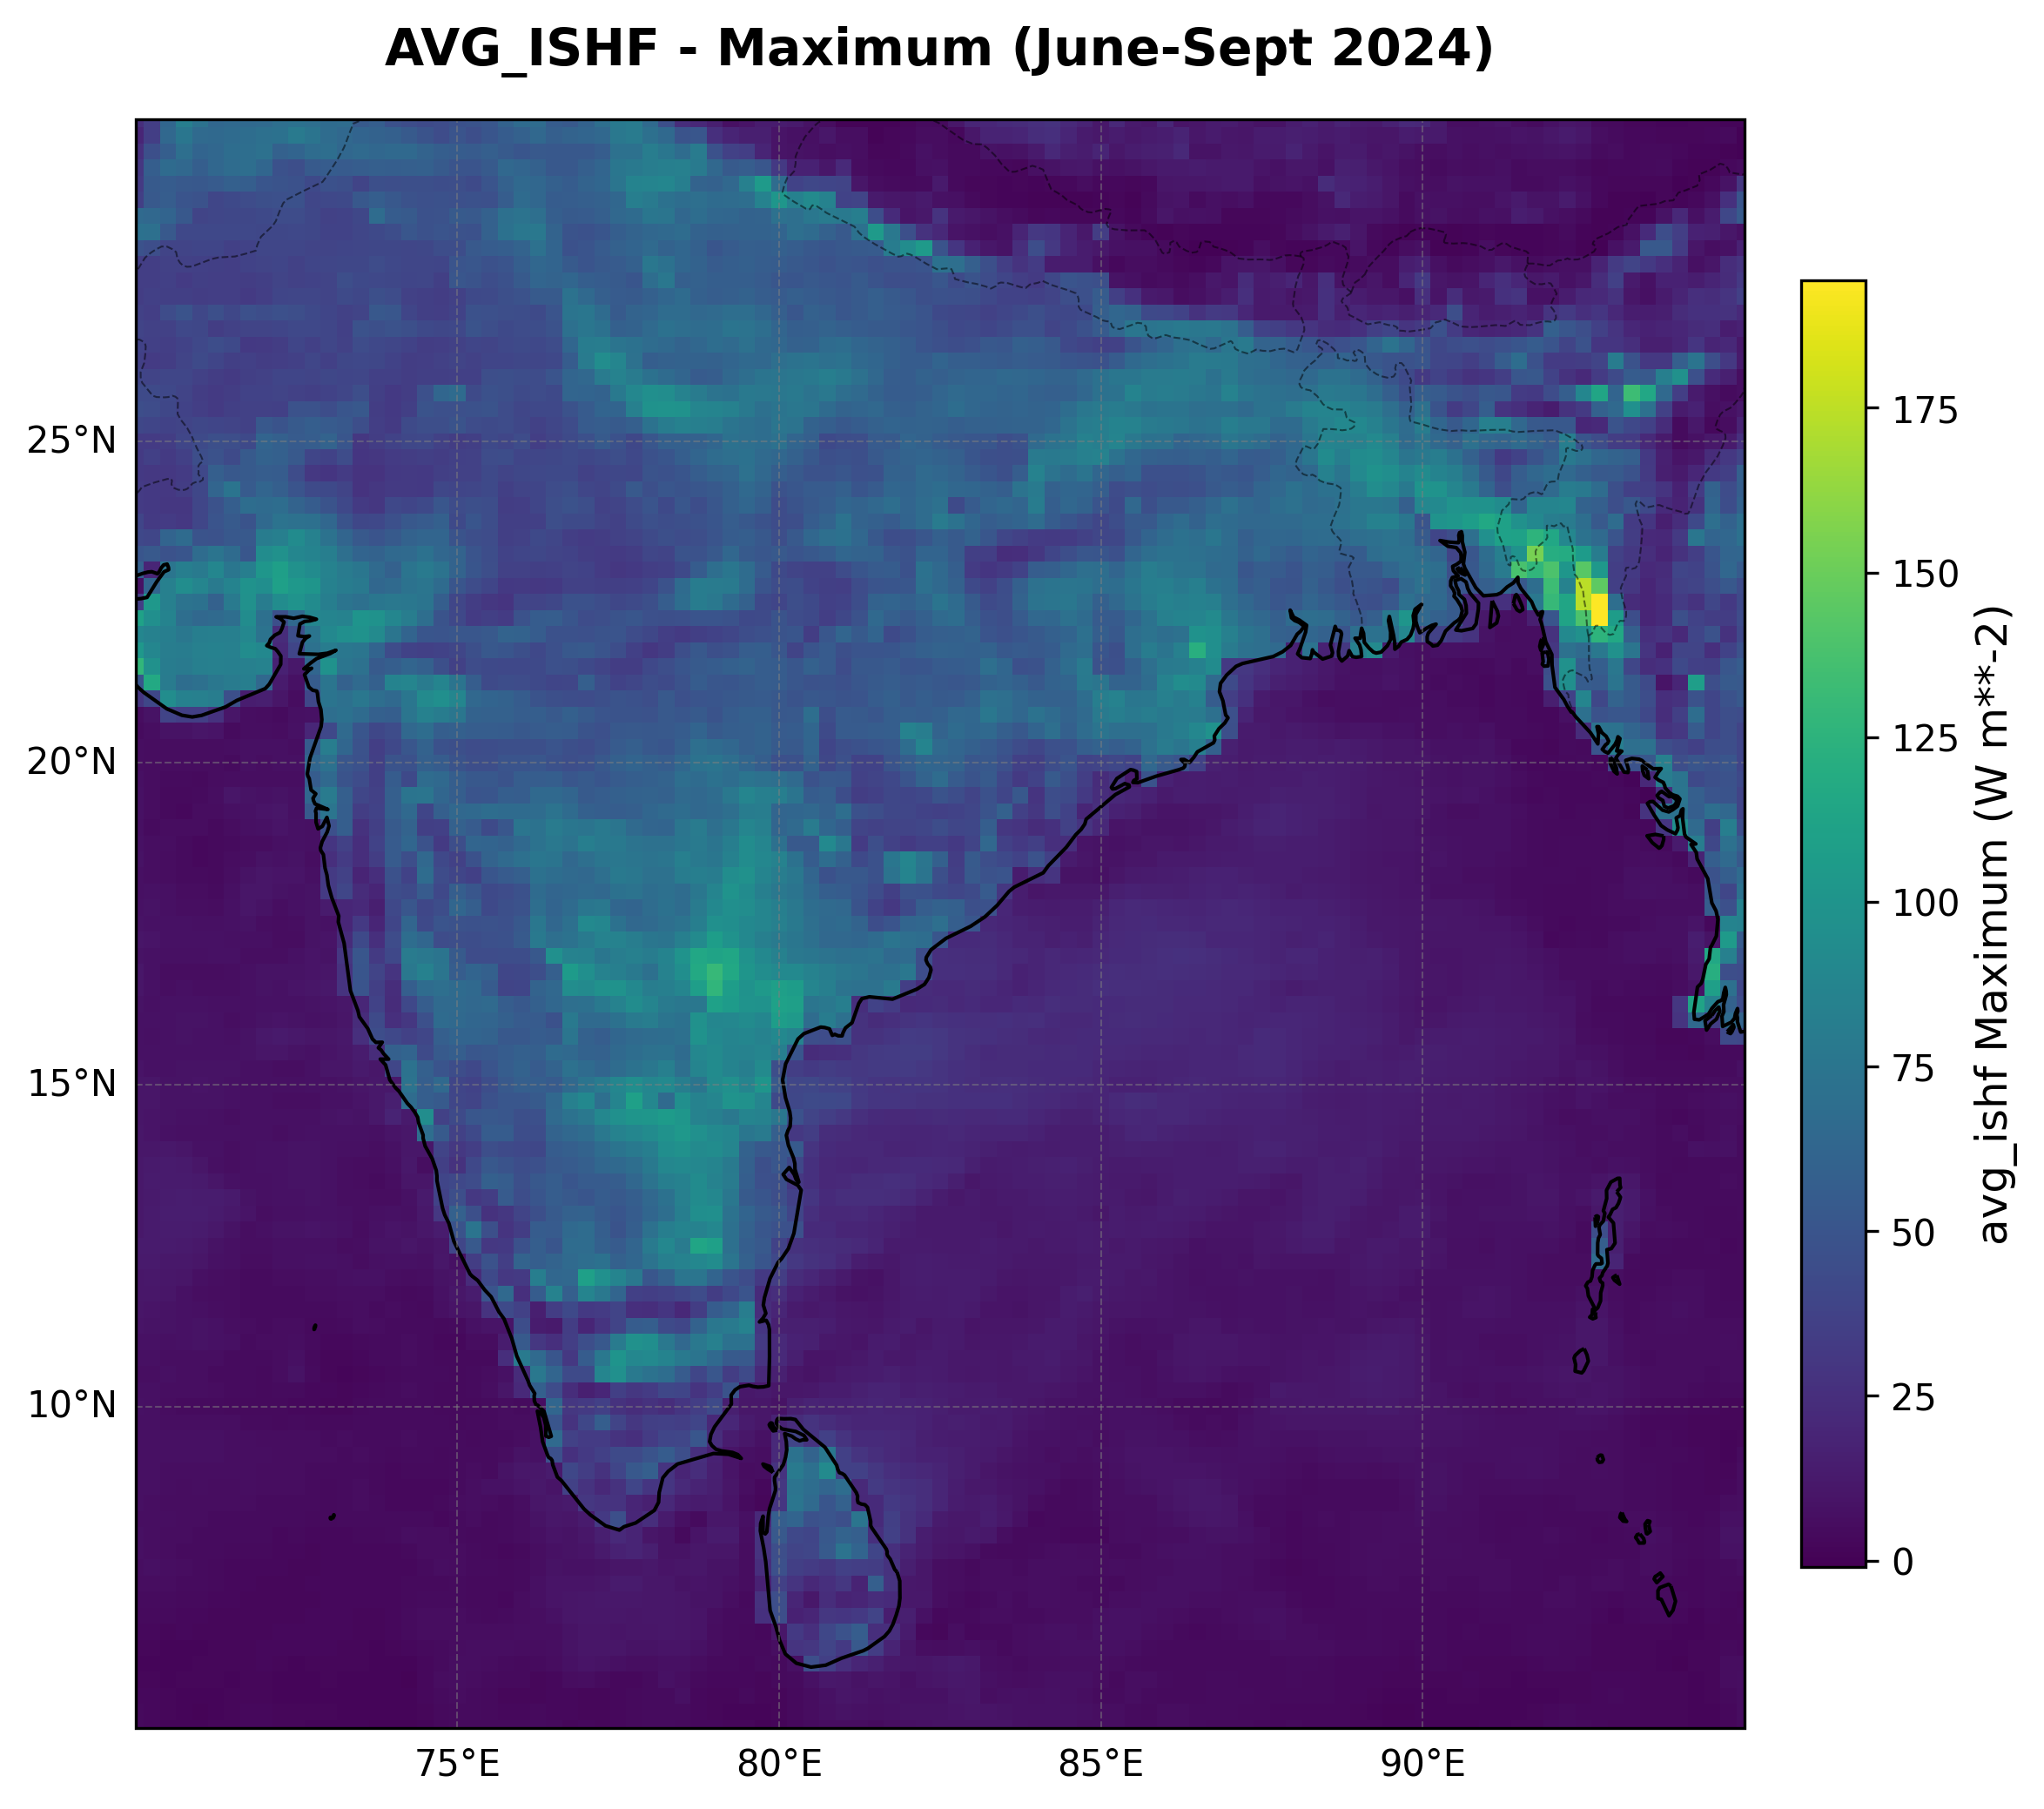 AVG_ISHF - Maximum (June-Sept 2024)
25°N
20°N
15°N
10°N
75°E
80°E
85°E
90°E
175
150
125
100
75
50
25
0
avg_ishf Maximum (W m**-2)